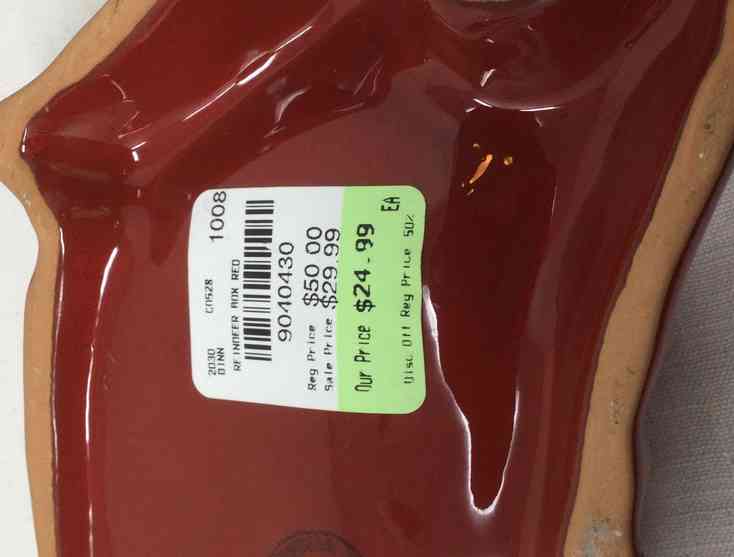 2030 C0528 1008
DINN
REINDEER RED
9040430
Reg Price $50 00
Sale Price $29.99
Our Price $24.99 EA
Disc Off Reg Price 50%